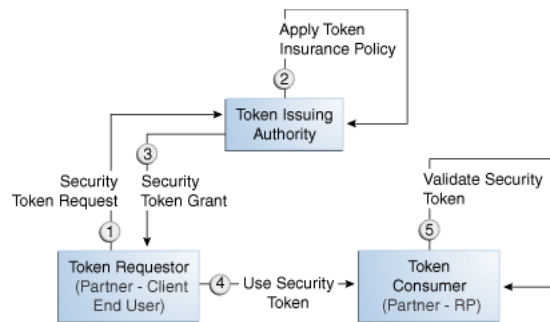 Apply Token
Insurance Policy
2
Token Issuing
Authority
3
Security
Token Request
Security
Token Grant
Validate Security
Token
1
5
Token Requestor
(Partner - Client
End User)
4
Use Security
Token
Token
Consumer
(Partner - RP)